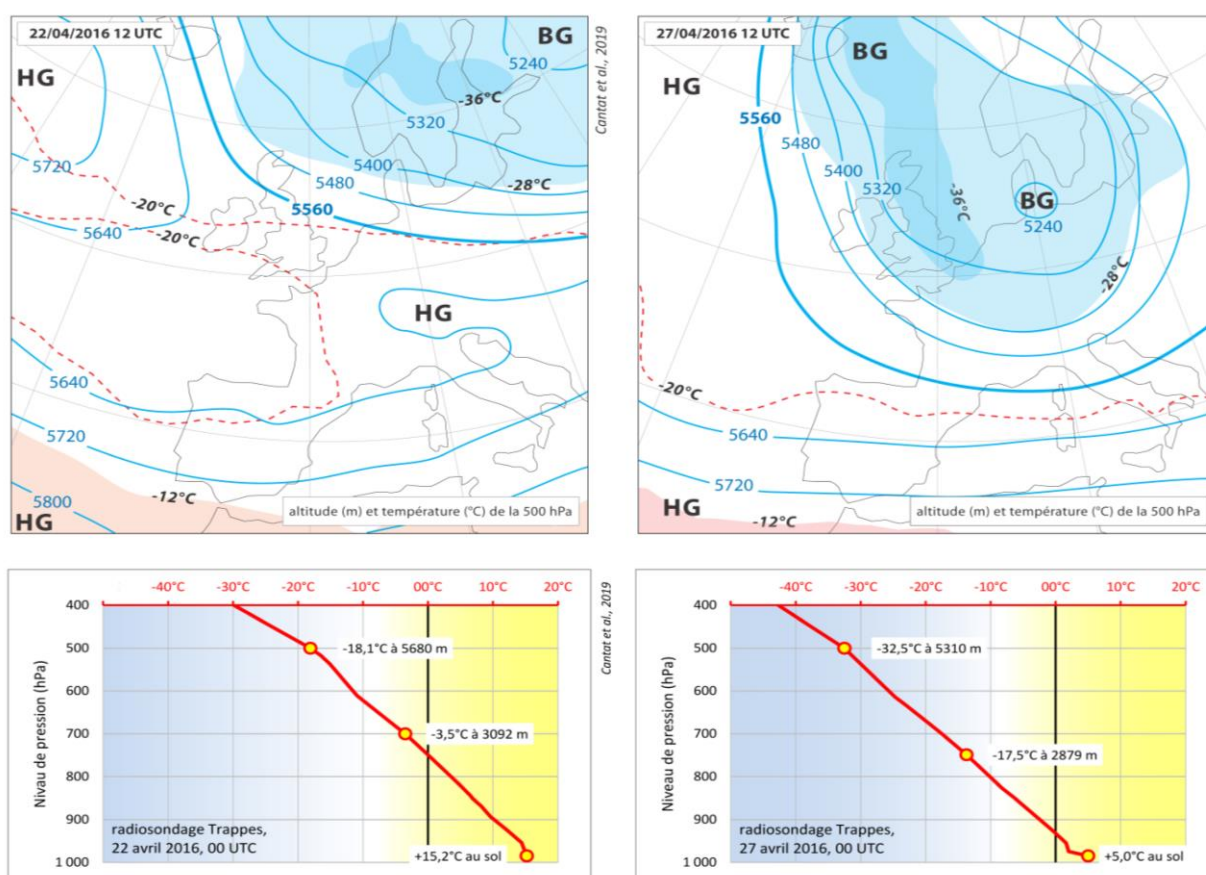 22/04/2016 12 UTC
BG
5240
HG
-36°C
Cantat et al., 2019
5320
5720
5400
5480
-28°C
-20°C
5560
5640
-20°C
HG
5640
5720
-12°C
5800
HG
altitude (m) et température (°C) de la 500 hPa
27/04/2016 12 UTC
BG
HG
5560
5480
5400
5320
-36°C
BG
5240
-28°C
-20°C
5640
5720
HG
-12°C
altitude (m) et température (°C) de la 500 hPa
-40°C -30°C -20°C -10°C 00°C 10°C 20°C
Cantat et al., 2019
Nivau de pression (hPa)
400
500
600
700
800
900
1 000
-18,1°C à 5680 m
-3,5°C à 3092 m
radiosondage Trappes,
22 avril 2016, 00 UTC
+15,2°C au sol
-40°C -30°C -20°C -10°C 00°C 10°C 20°C
Niveau de pression (hPa)
400
500
600
700
800
900
1 000
-32,5°C à 5310 m
-17,5°C à 2879 m
radiosondage Trappes,
27 avril 2016, 00 UTC
+5,0°C au sol